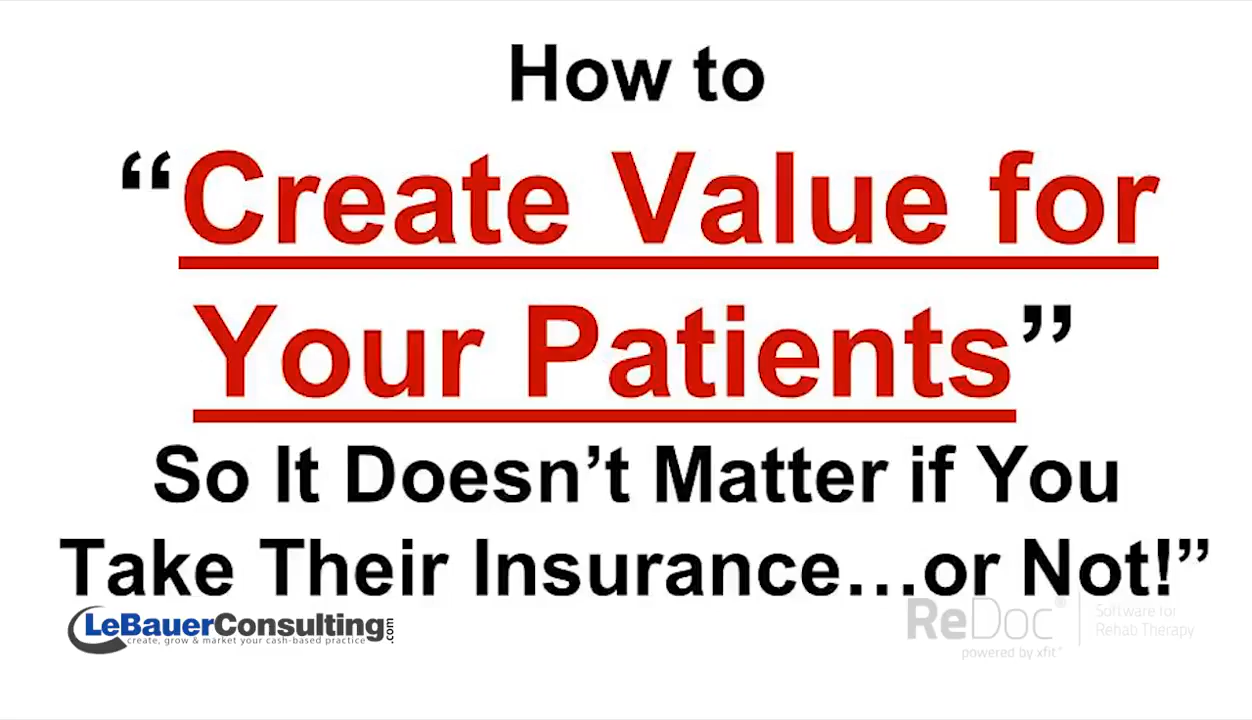 How to
“Create Value for
Your Patients”
So It Doesn’t Matter if You
Take Their Insurance…or Not!”
LeBauerConsulting.com
create, grow & market your cash-based practice
ReDoc® Software for
Rehab Therapy
powered by xfit™